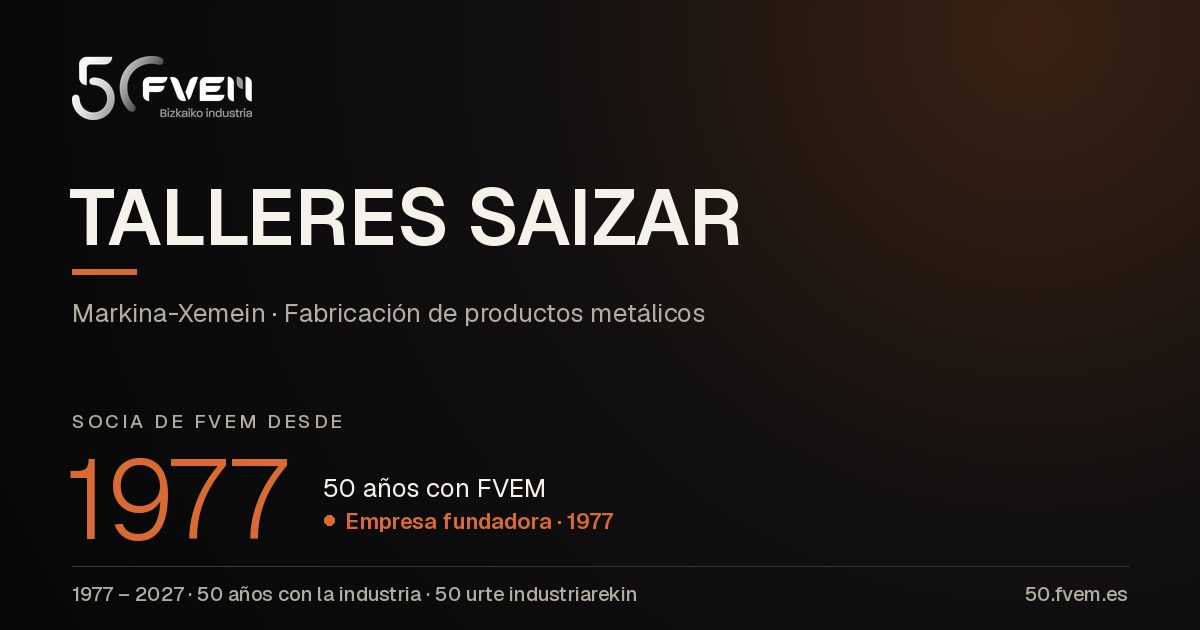 50 FVEM
Bizkaiko industria
TALLERES SAIZAR
Markina-Xemein · Fabricación de productos metálicos
SOCIA DE FVEM DESDE
1977
50 años con FVEM
Empresa fundadora · 1977
1977 – 2027 · 50 años con la industria · 50 urte industriarekin
50.fvem.es